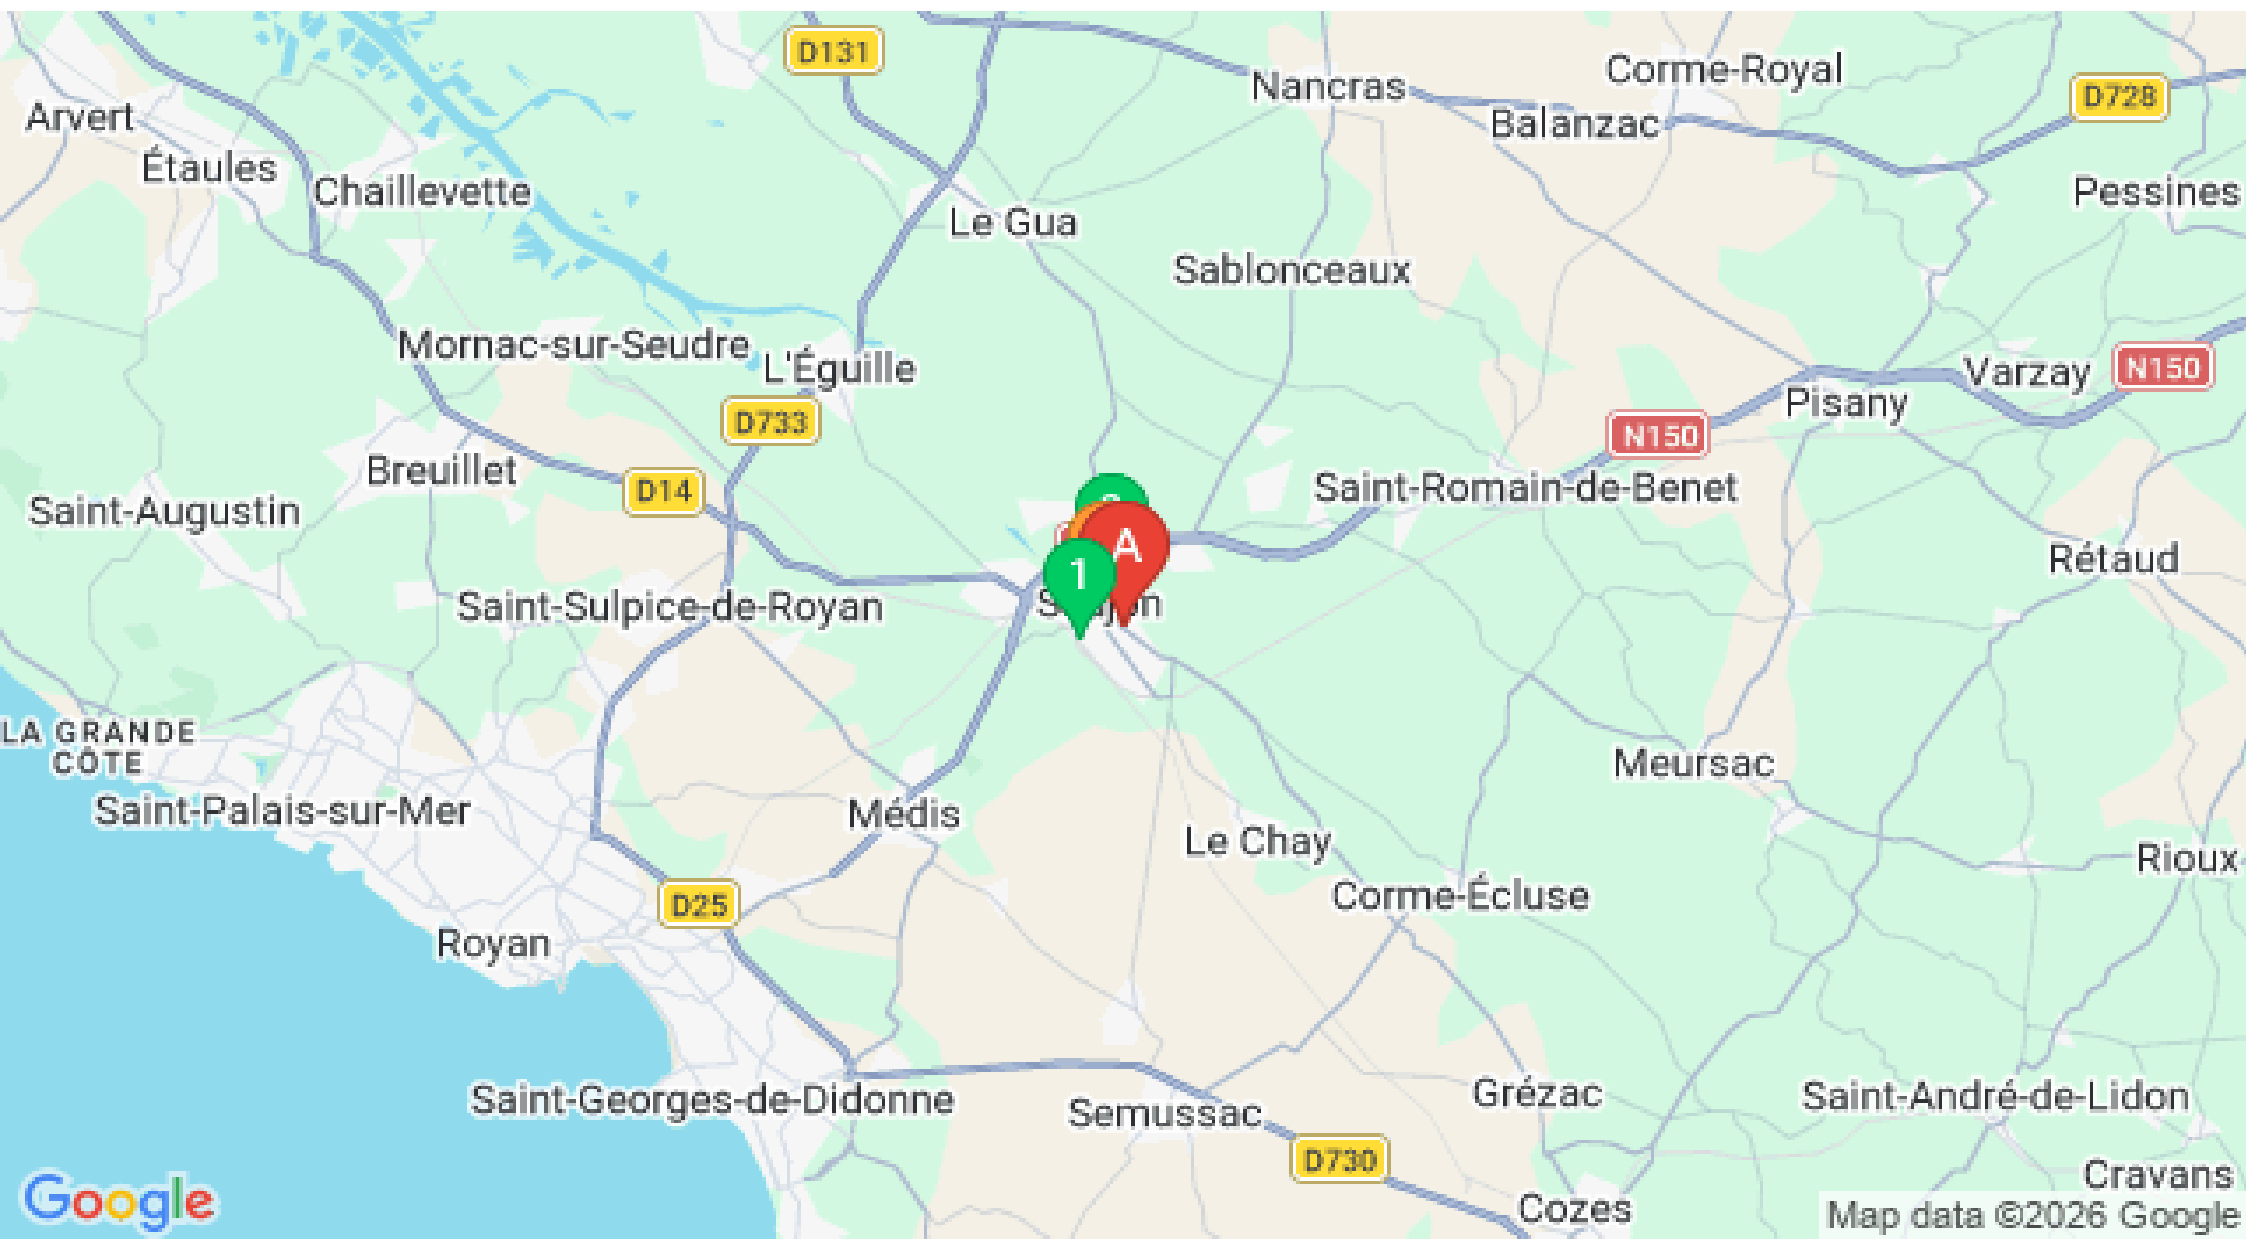 D131
Nancras
Corme-Royal
D728
Arvert
Balanzac
Étaules
Chaillevette
Pessines
Le Gua
Sablonceaux
Mornac-sur-Seudre
L'Éguille
Varzay
N150
Pisany
D733
N150
Breuillet
D14
Saint-Romain-de-Benet
Saint-Augustin
A
1
Rétaud
Saint-Sulpice-de-Royan
LA GRANDE
CÔTE
Meursac
Saint-Palais-sur-Mer
Médis
Le Chay
Rioux
Corme-Écluse
D25
Royan
Saint-Georges-de-Didonne
Semussac
Grézac
Saint-André-de-Lidon
D730
Cravans
Google
Cozes
Map data ©2026 Google